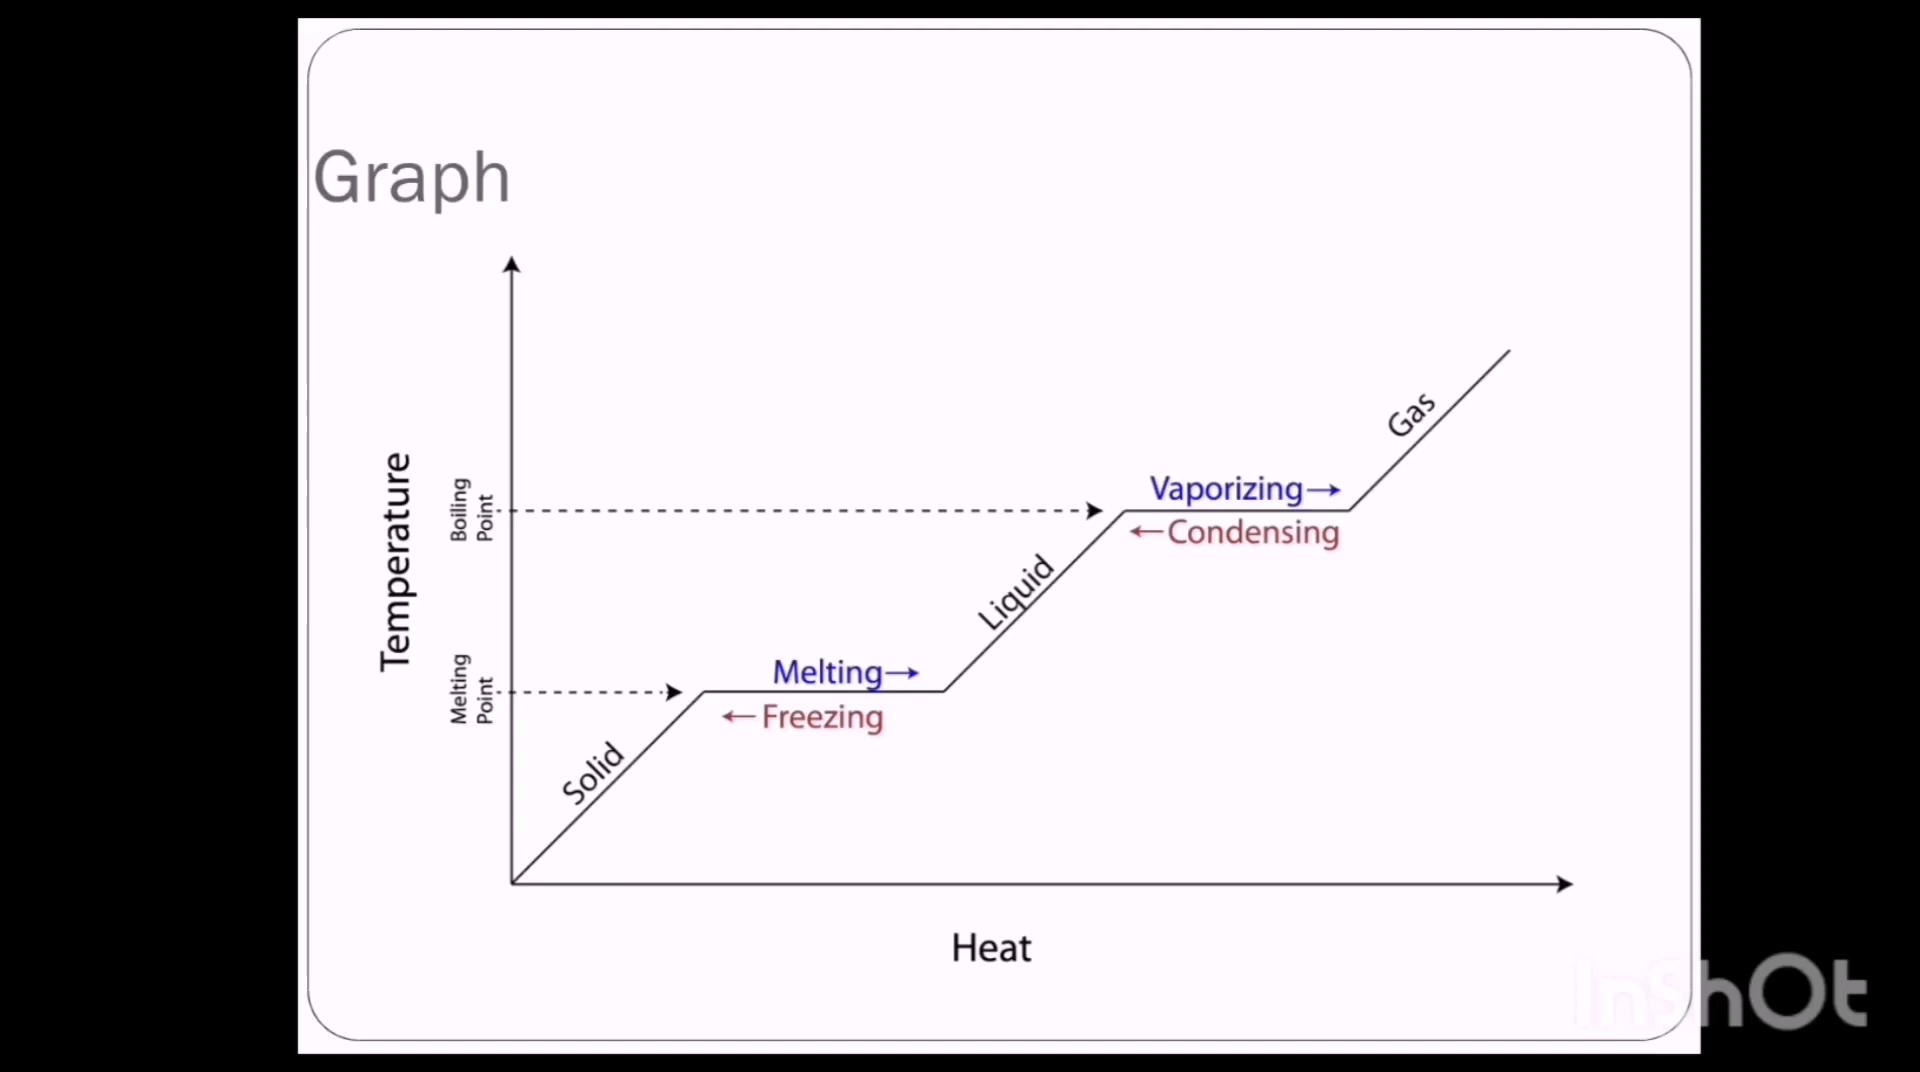 Graph
Temperature
Boiling
Point
Melting
Point
Solid
Melting→
←Freezing
Liquid
Vaporizing→
←Condensing
Gas
Heat
InShOt